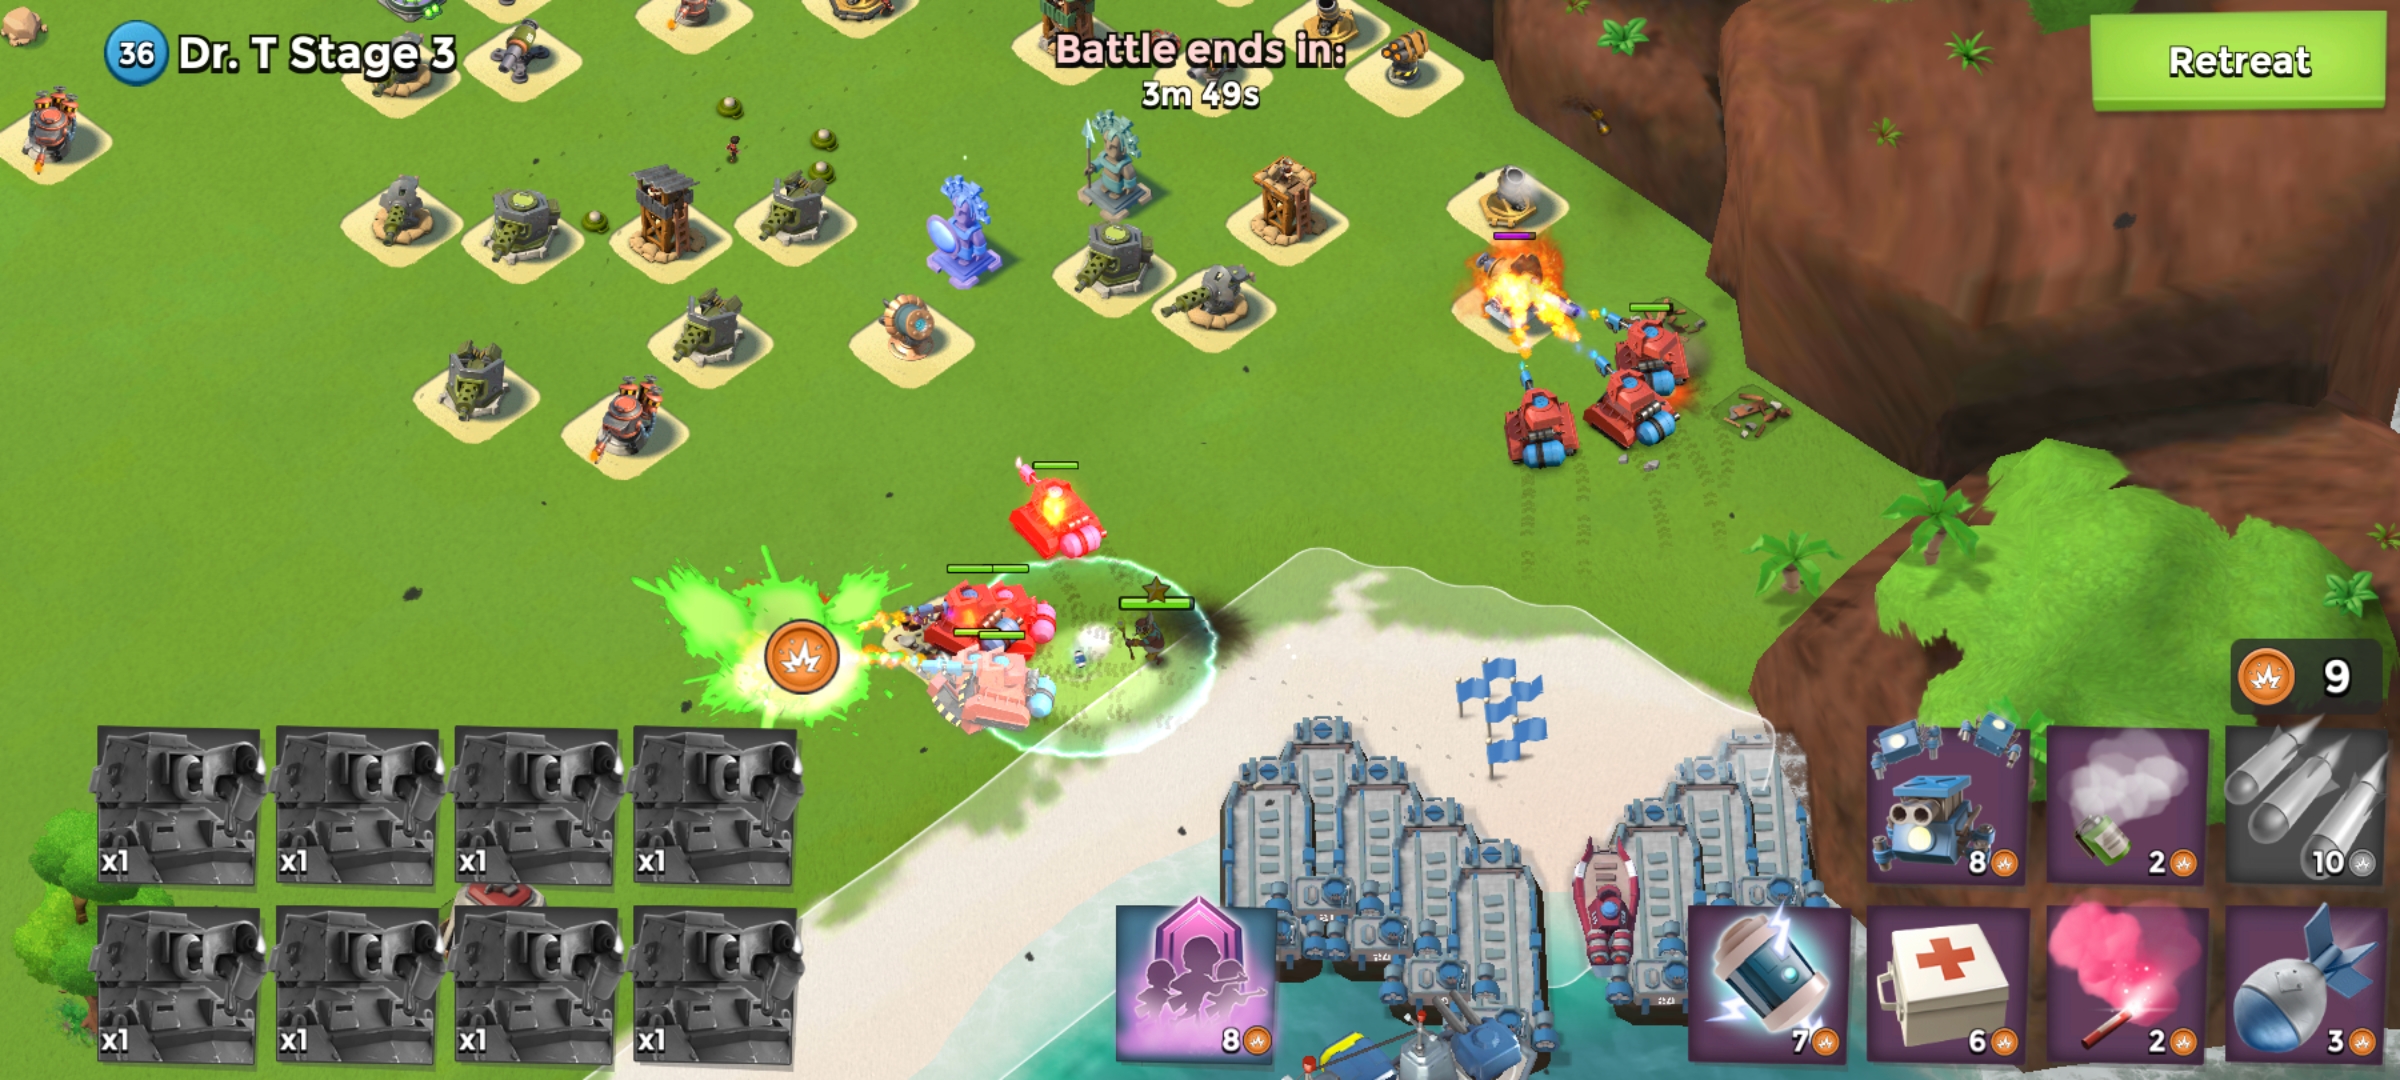 36 Dr. T Stage 3
Battle ends in:
3m 49s
Retreat
9
x1 x1 x1 x1
8 2 10
x1 x1 x1 x1
8 7 6 2 3